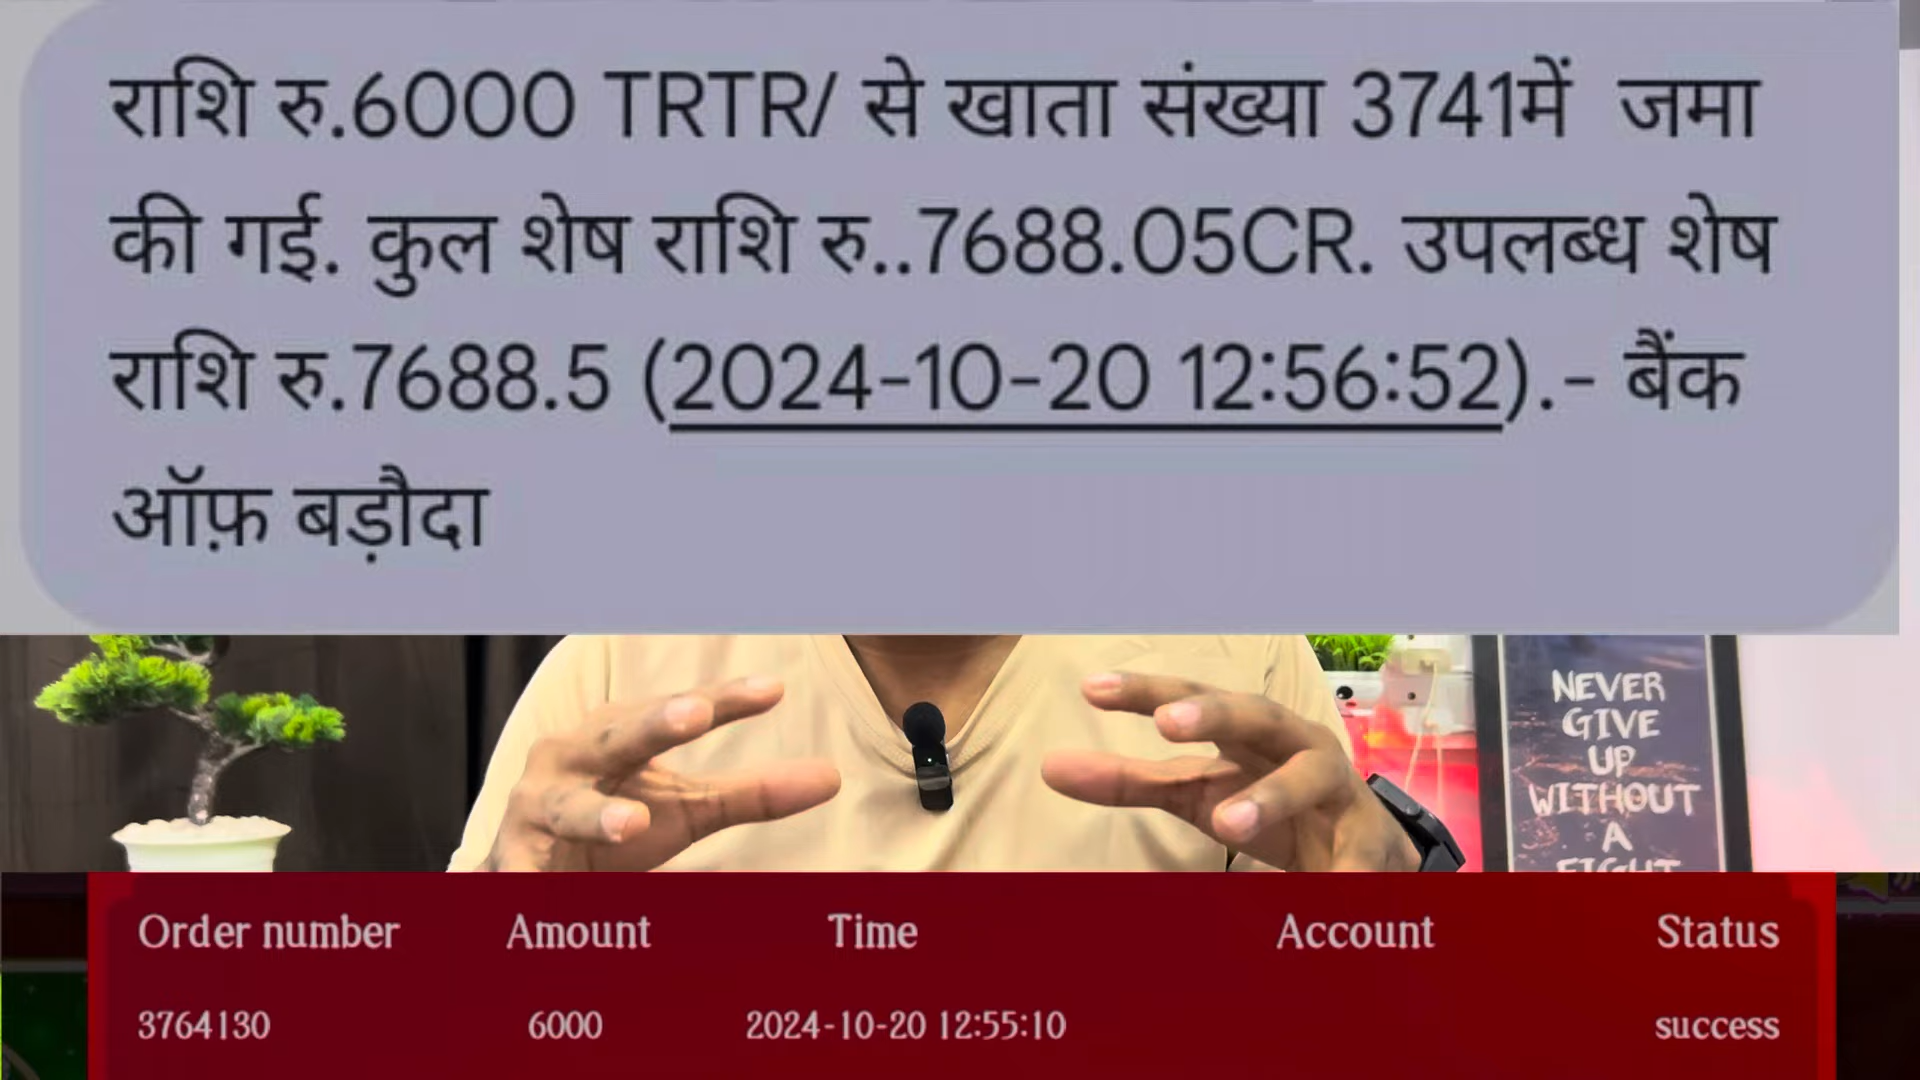 राशि रु.6000 TRTR/ से खाता संख्या 3741में जमा
की गई. कुल शेष राशि रु..7688.05CR. उपलब्ध शेष
राशि रु.7688.5 (2024-10-20 12:56:52).- बैंक
ऑफ़ बड़ौदा
NEVER
GIVE
UP
WITHOUT
A
FIGHT
Order number Amount Time Account Status
3764130 6000 2024-10-20 12:55:10 success